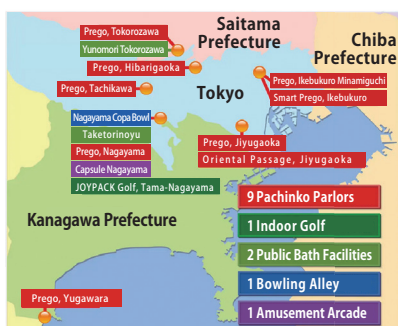 Saitama
Prefecture
Chiba
Prefecture
Prego, Tokorozawa
Yunomori Tokorozawa
Prego, Hibarigaoka
Prego, Tachikawa
Tokyo
Prego, Ikebukuro Minamiguchi
Smart Prego, Ikebukuro
Nagayama Copa Bowl
Taketorinoyu
Prego, Nagayama
Capsule Nagayama
JOYPACK Golf, Tama-Nagayama
Prego, Jiyugaoka
Oriental Passage, Jiyugaoka
Kanagawa Prefecture
Prego, Yugawara
9 Pachinko Parlors
1 Indoor Golf
2 Public Bath Facilities
1 Bowling Alley
1 Amusement Arcade